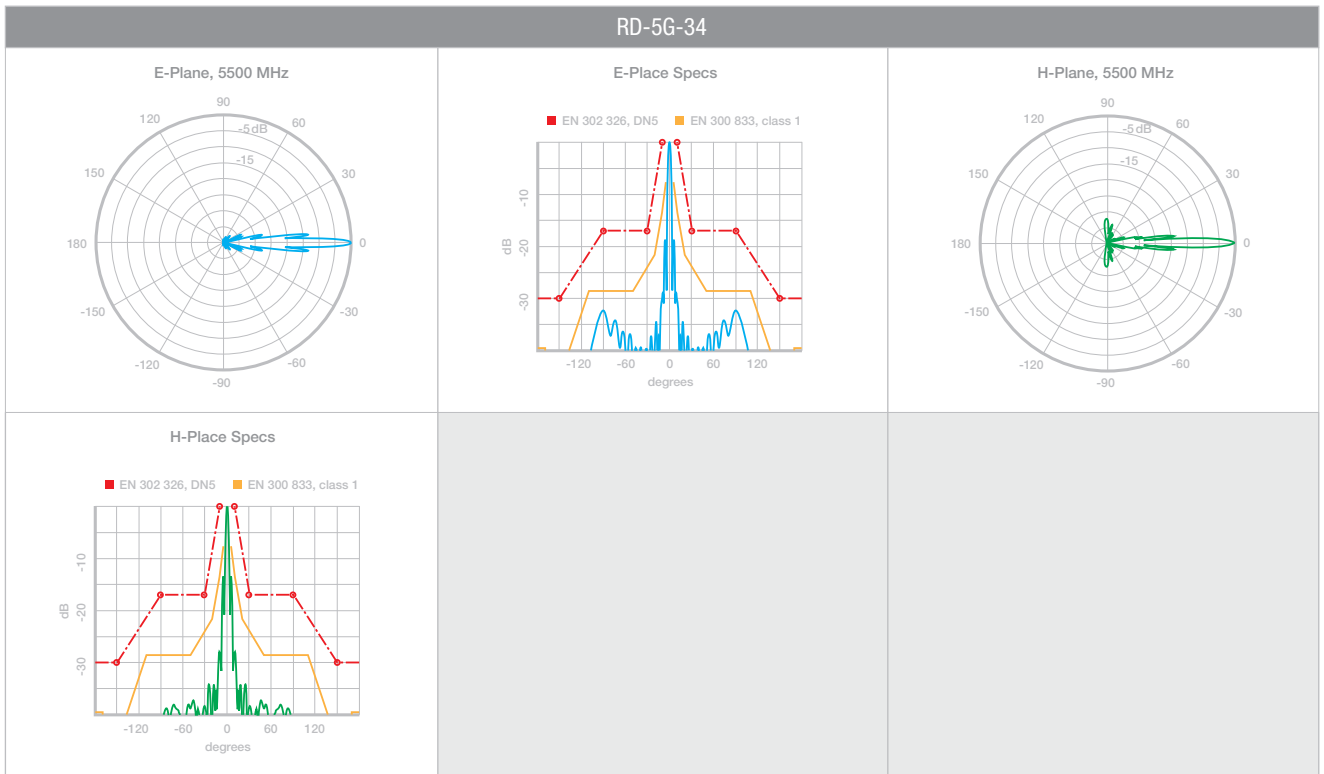 RD-5G-34
E-Plane, 5500 MHz
90
120
60
-5dB
-15
150
30
180
0
-150
-30
-120
-60
-90
E-Place Specs
EN 302 326, DN5
EN 300 833, class 1
-10
-20
-30
dB
-120
-60
0
60
120
degrees
H-Plane, 5500 MHz
90
120
60
-5dB
-15
150
30
180
0
-150
-30
-120
-60
-90
H-Place Specs
EN 302 326, DN5
EN 300 833, class 1
-10
-20
-30
dB
-120
-60
0
60
120
degrees